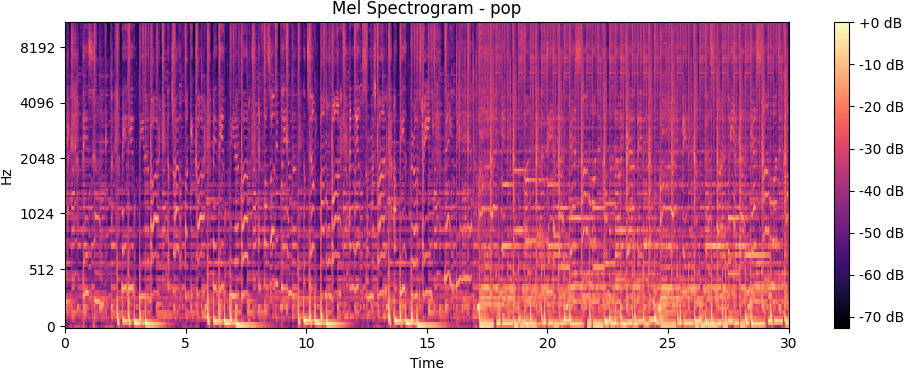 Mel Spectrogram - pop
Hz
8192
4096
2048
1024
512
0
0 5 10 15 20 25 30
Time
+0 dB
-10 dB
-20 dB
-30 dB
-40 dB
-50 dB
-60 dB
-70 dB